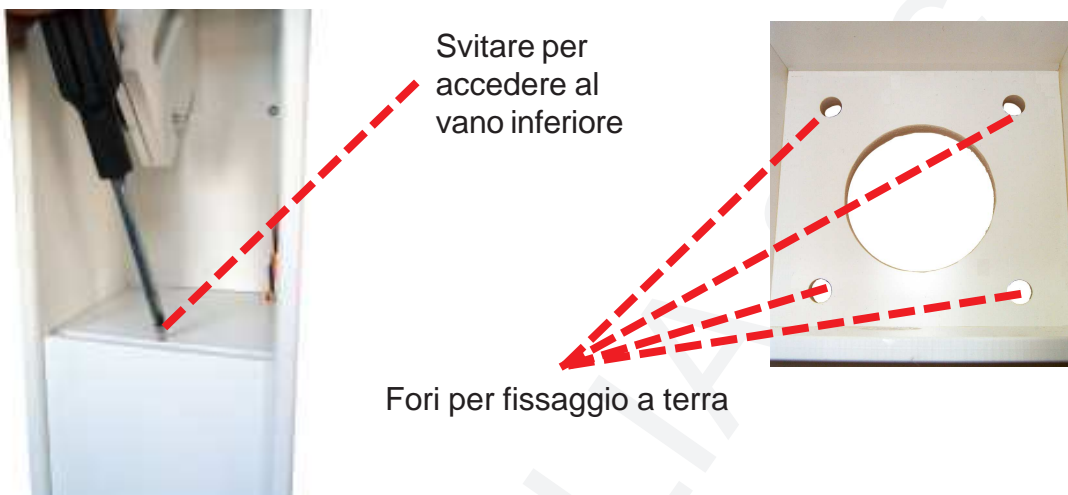 Svitare per
accedere al
vano inferiore
Fori per fissaggio a terra